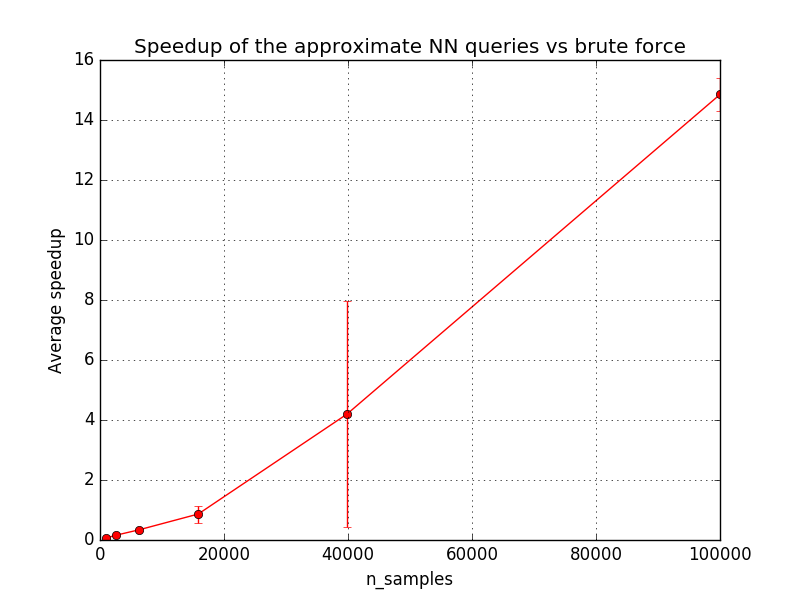 Speedup of the approximate NN queries vs brute force
16
14
12
10
8
6
4
2
0
Average speedup
0 20000 40000 60000 80000 100000
n_samples